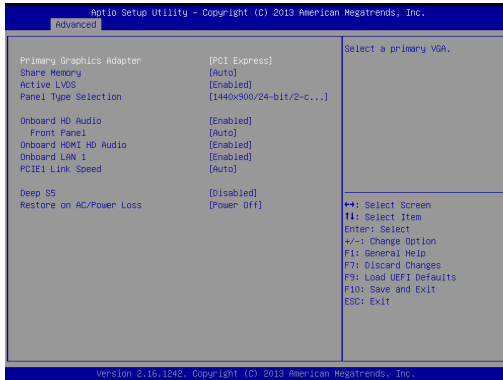 Aptio Setup Utility - Copyright (C) 2013 American Megatrends, Inc.
Advanced
Primary Graphics Adapter [PCI Express]
Share Memory [Auto]
Active LVDS [Enabled]
Panel Type Selection [1440x900/24-bit/2-c...]
Onboard HD Audio [Enabled]
Front Panel [Auto]
Onboard HDMI HD Audio [Enabled]
Onboard LAN 1 [Enabled]
PCIE1 Link Speed [Auto]
Deep S5 [Disabled]
Restore on AC/Power Loss [Power Off]
Select a primary VGA.
↔: Select Screen
↑↓: Select Item
Enter: Select
+/-: Change Option
F1: General Help
F7: Discard Changes
F9: Load UEFI Defaults
F10: Save and Exit
ESC: Exit
Version 2.16.1242. Copyright (C) 2013 American Megatrends, Inc.